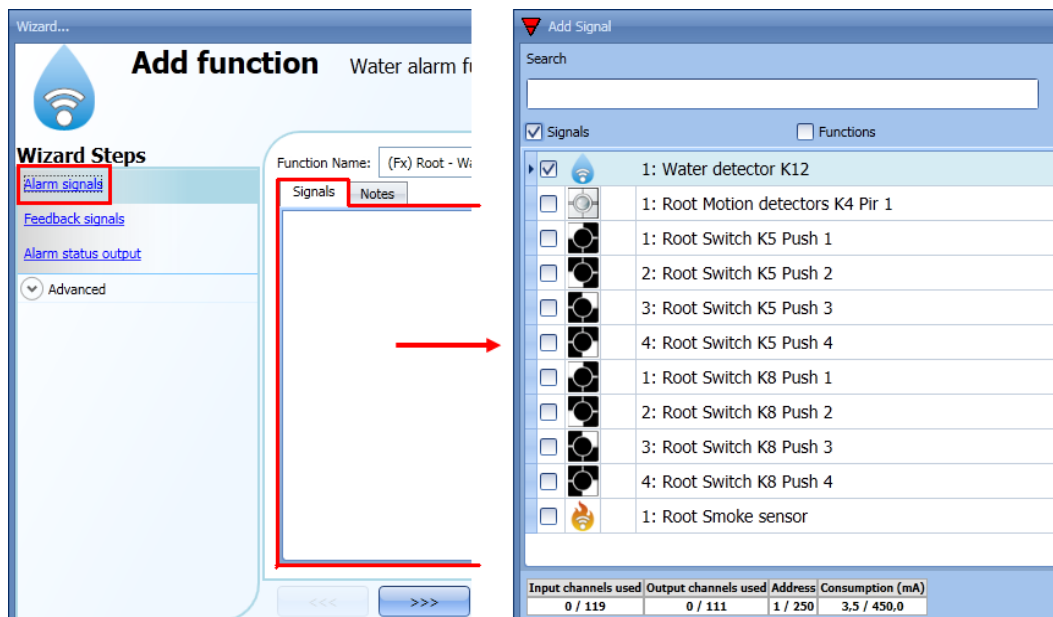 Wizard...
Add function Water alarm fu
Wizard Steps
Alarm signals
Feedback signals
Alarm status output
Advanced
Function Name: (Fx) Root - Wa
Signals Notes
<<< >>>
Add Signal
Search
Signals Functions
1: Water detector K12
1: Root Motion detectors K4 Pir 1
1: Root Switch K5 Push 1
2: Root Switch K5 Push 2
3: Root Switch K5 Push 3
4: Root Switch K5 Push 4
1: Root Switch K8 Push 1
2: Root Switch K8 Push 2
3: Root Switch K8 Push 3
4: Root Switch K8 Push 4
1: Root Smoke sensor
Input channels used Output channels used Address Consumption (mA)
0 / 119 0 / 111 1 / 250 3,5 / 450,0